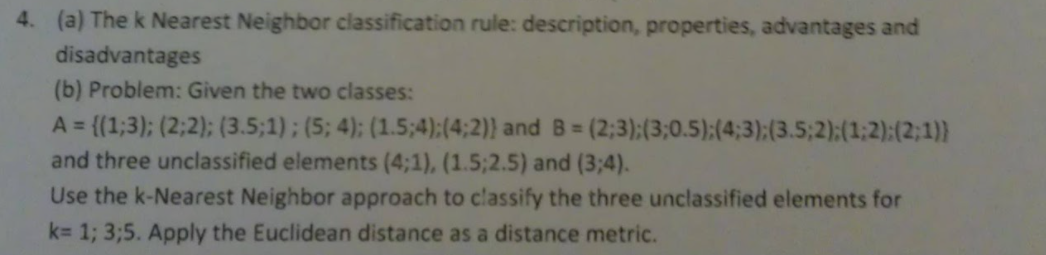 4. (a) The k Nearest Neighbor classification rule: description, properties, advantages and
disadvantages
(b) Problem: Given the two classes:
A = {(1;3); (2;2); (3.5;1) ; (5; 4); (1.5;4);(4;2)} and B = (2;3);(3;0.5);(4;3);(3.5;2);(1;2);(2;1)}
and three unclassified elements (4;1), (1.5;2.5) and (3;4).
Use the k-Nearest Neighbor approach to classify the three unclassified elements for
k= 1; 3;5. Apply the Euclidean distance as a distance metric.